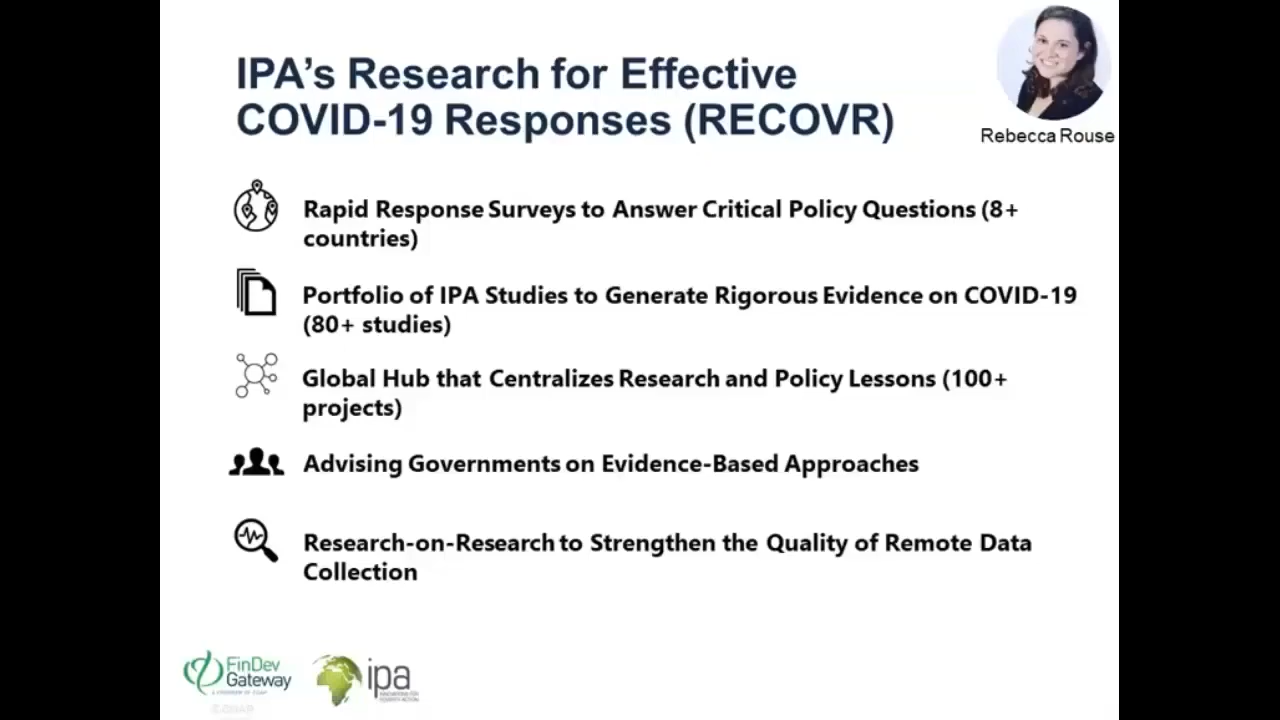 IPA's Research for Effective
COVID-19 Responses (RECOVR)
Rebecca Rouse
Rapid Response Surveys to Answer Critical Policy Questions (8+
countries)
Portfolio of IPA Studies to Generate Rigorous Evidence on COVID-19
(80+ studies)
Global Hub that Centralizes Research and Policy Lessons (100+
projects)
Advising Governments on Evidence-Based Approaches
Research-on-Research to Strengthen the Quality of Remote Data
Collection
FinDev
Gateway
ipa